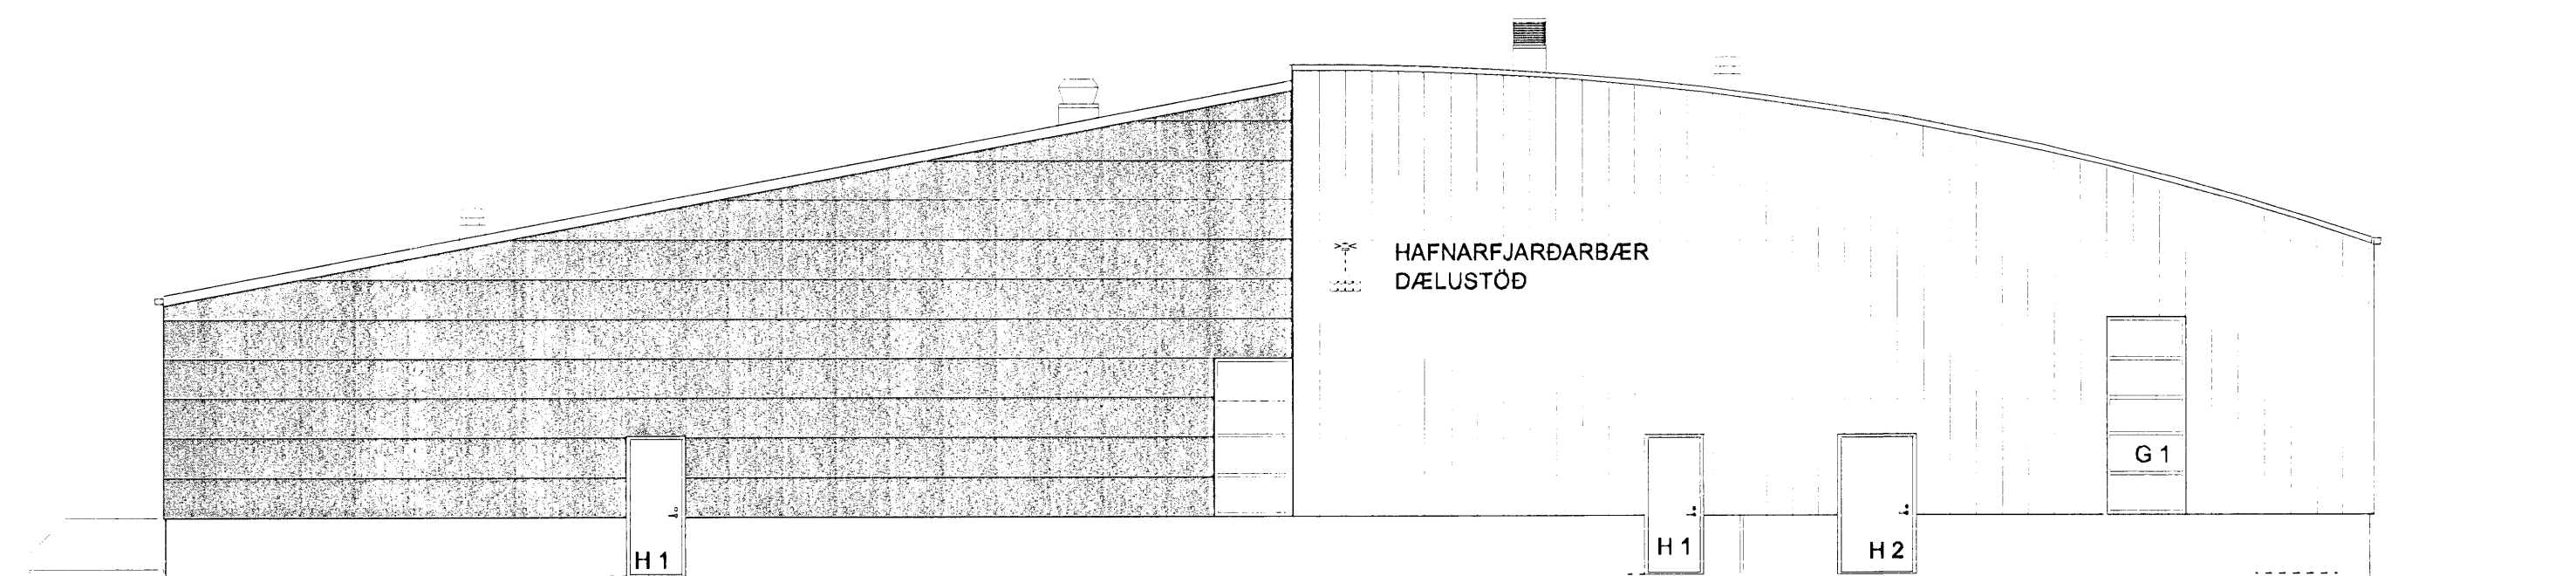 HAFNARFJARÐARBÆR
DÆLUSTÖÐ
G 1
H 1
H 1
H 2